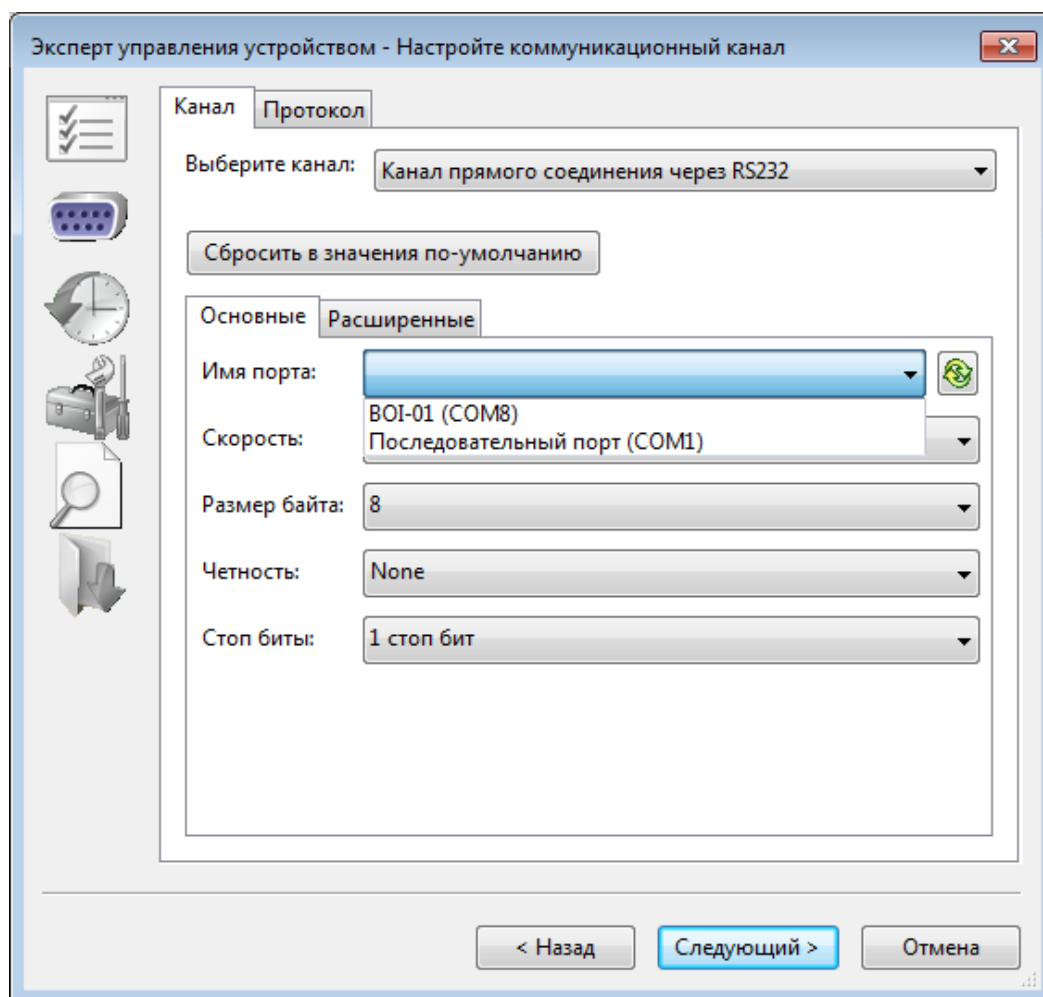 Эксперт управления устройством - Настройте коммуникационный канал
Канал
Протокол
Выберите канал:
Канал прямого соединения через RS232
Сбросить в значения по-умолчанию
Основные
Расширенные
Имя порта:
BOI-01 (COM8)
Последовательный порт (COM1)
Скорость:
Размер байта:
8
Четность:
None
Стоп биты:
1 стоп бит
< Назад
Следующий >
Отмена